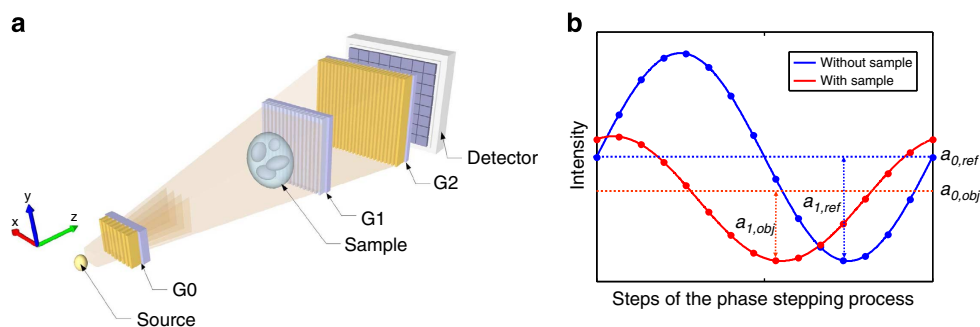 a
y
x
z
Source
G0
Sample
G1
G2
Detector
b
Without sample
With sample
Intensity
a0,ref
a0,obj
a1,ref
a1,obj
Steps of the phase stepping process